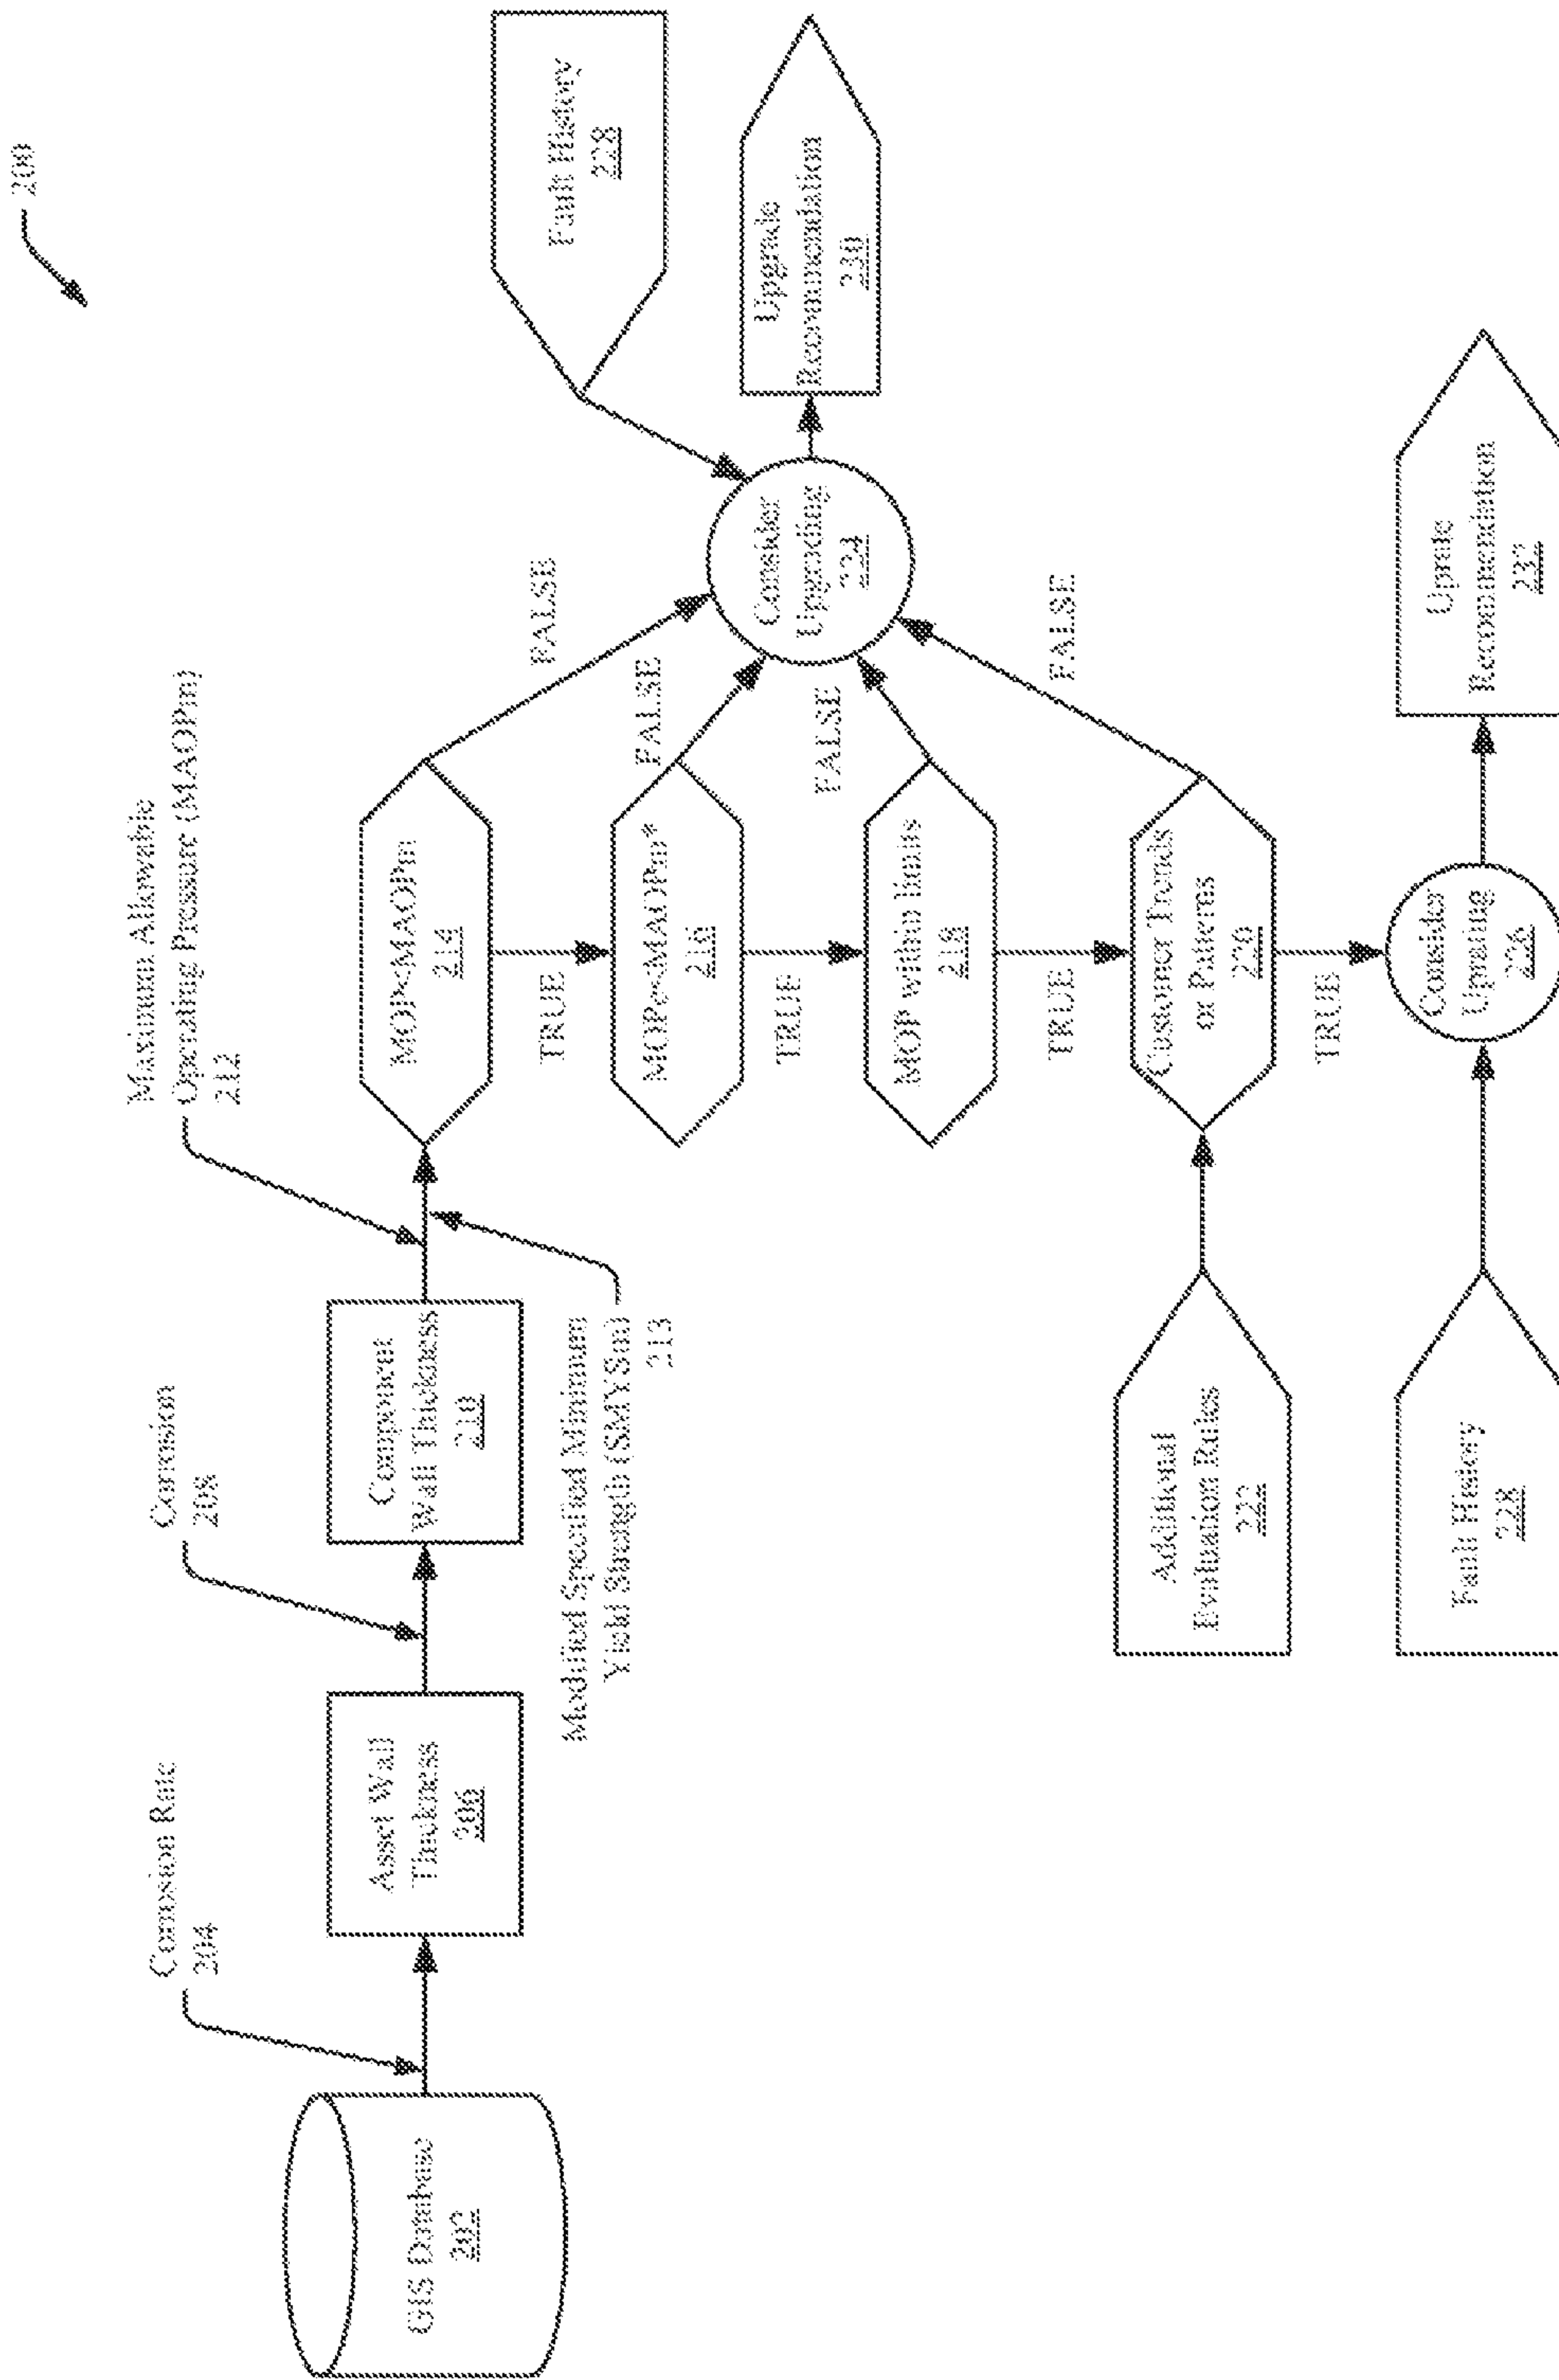 200
Corrosion Rate
204
Corrosion
208
Maximum Allowable
Operating Pressure (MAOPm)
212
GIS Database
202
Asset Wall
Thickness
206
Component
Wall Thickness
210
Modified Specified Minimum
Yield Strength (SMYSm)
213
MOP<MAOPm
214
FALSE
TRUE
MOPe<MAOPm*
216
FALSE
TRUE
MOP within limits
218
FALSE
TRUE
Additional
Evaluation Rules
222
Customer Trends
or Patterns
220
FALSE
TRUE
Consider
Upgrading
224
Fault History
228
Upgrade
Recommendation
230
Fault History
228
Consider
Uprating
226
Uprate
Recommendation
232